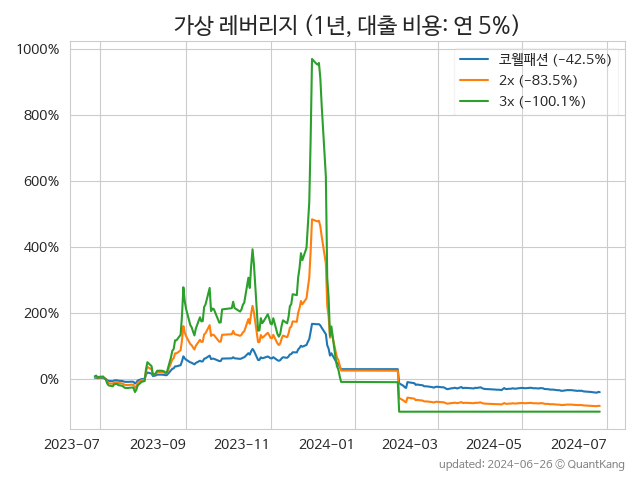 가상 레버리지 (1년, 대출 비용: 연 5%)
코웰패션 (−42.5%)
2x (−83.5%)
3x (−100.1%)
1000%
800%
600%
400%
200%
0%
2023-07 2023-09 2023-11 2024-01 2024-03 2024-05 2024-07
updated: 2024-06-26 © QuantKang